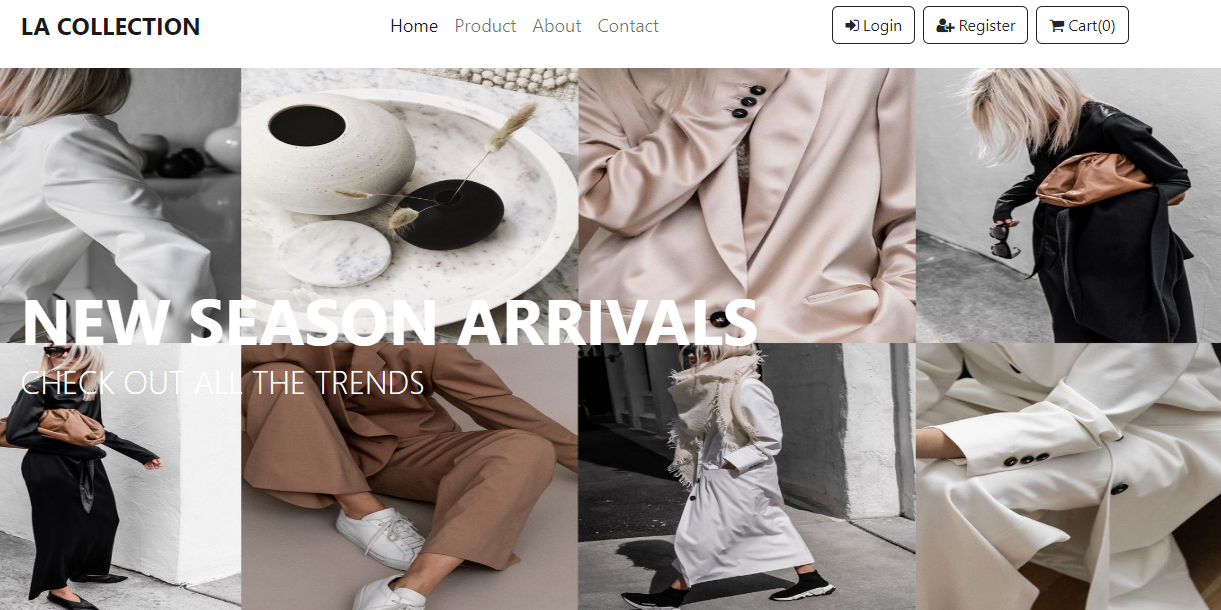 LA COLLECTION
Home Product About Contact
Login Register Cart(0)
NEW SEASON ARRIVALS
CHECK OUT ALL THE TRENDS